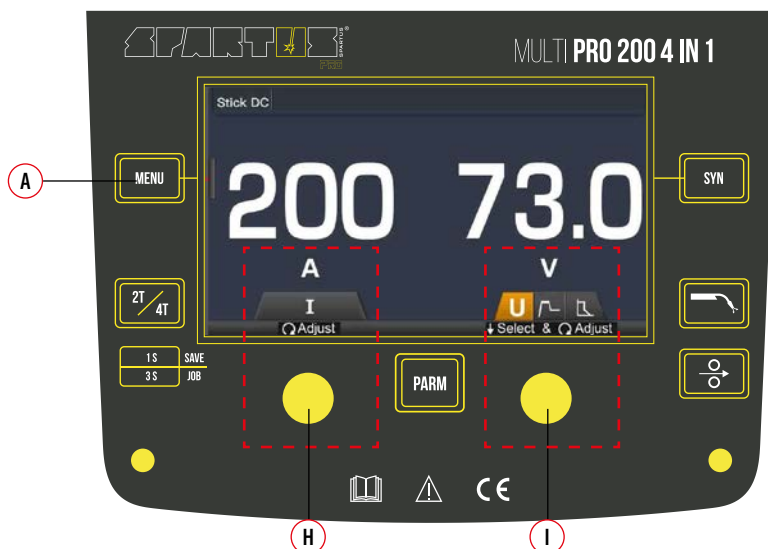 SPARTUS®
SPARTUS
PRO
MULTI PRO 200 4 IN 1
Stick DC
A
MENU
200
73.0
SYN
A
V
2T/4T
I
U
Adjust
Select & Adjust
1 S SAVE
3 S JOB
PARM
CE
H
I